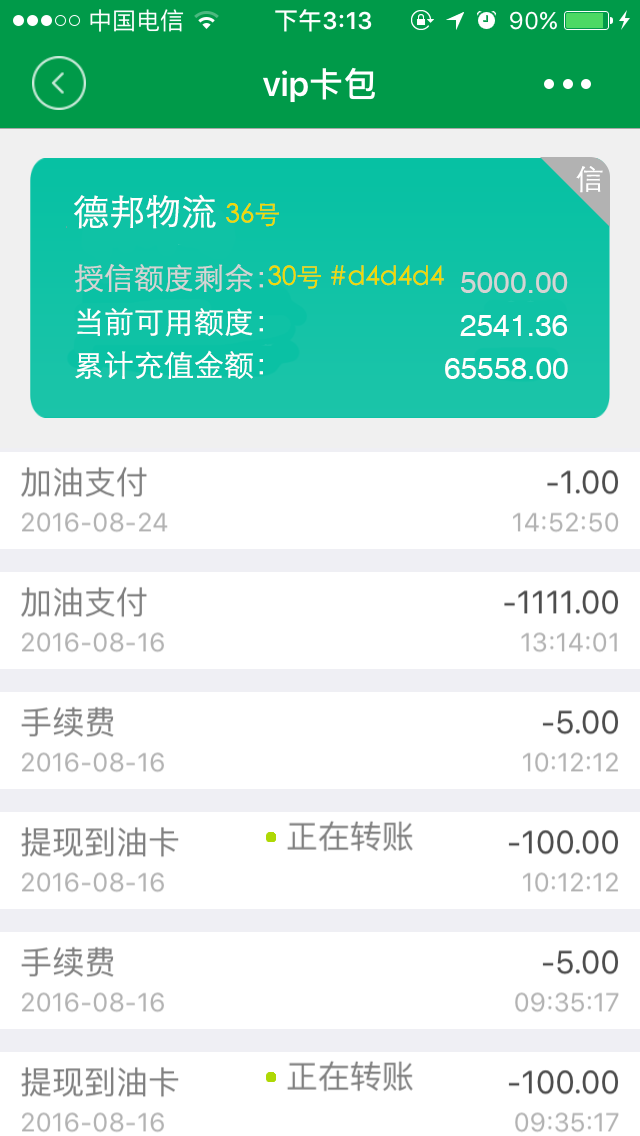 中国电信 下午3:13 90%
vip卡包
信
德邦物流 36号
授信额度剩余:30号 #d4d4d4 5000.00
当前可用额度: 2541.36
累计充值金额: 65558.00
加油支付 -1.00
2016-08-24 14:52:50
加油支付 -1111.00
2016-08-16 13:14:01
手续费 -5.00
2016-08-16 10:12:12
提现到油卡 正在转账 -100.00
2016-08-16 10:12:12
手续费 -5.00
2016-08-16 09:35:17
提现到油卡 正在转账 -100.00
2016-08-16 09:35:17